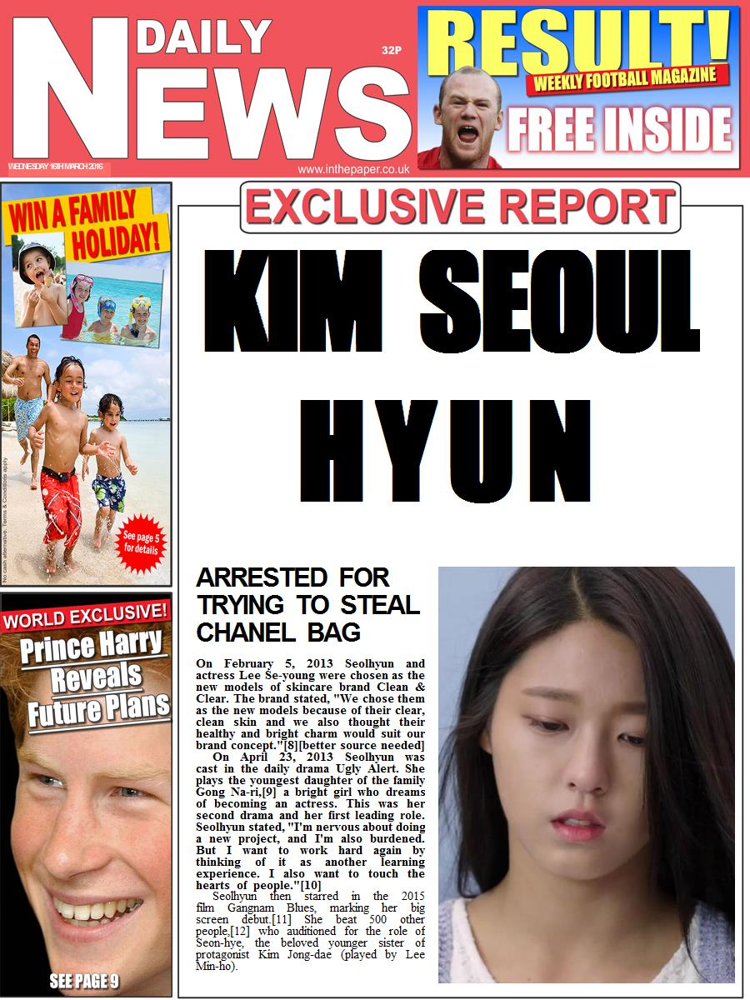 DAILY
NEWS
32P
WEDNESDAY 16TH MARCH 2016
www.inthepaper.co.uk
RESULT!
WEEKLY FOOTBALL MAGAZINE
FREE INSIDE
WIN A FAMILY
HOLIDAY!
No cash alternative. Terms & Conditions apply
See page 5
for details
WORLD EXCLUSIVE!
Prince Harry
Reveals
Future Plans
SEE PAGE 9
EXCLUSIVE REPORT
KIM SEOUL
HYUN
ARRESTED FOR
TRYING TO STEAL
CHANEL BAG
On February 5, 2013 Seolhyun and
actress Lee Se-young were chosen as the
new models of skincare brand Clean &
Clear. The brand stated, "We chose them
as the new models because of their clear,
clean skin and we also thought their
healthy and bright charm would suit our
brand concept."[8][better source needed]
On April 23, 2013 Seolhyun was
cast in the daily drama Ugly Alert. She
plays the youngest daughter of the family
Gong Na-ri,[9] a bright girl who dreams
of becoming an actress. This was her
second drama and her first leading role.
Seolhyun stated, "I'm nervous about doing
a new project, and I'm also burdened.
But I want to work hard again by
thinking of it as another learning
experience. I also want to touch the
hearts of people."[10]
Seolhyun then starred in the 2015
film Gangnam Blues, marking her big
screen debut.[11] She beat 500 other
people,[12] who auditioned for the role of
Seon-hye, the beloved younger sister of
protagonist Kim Jong-dae (played by Lee
Min-ho).